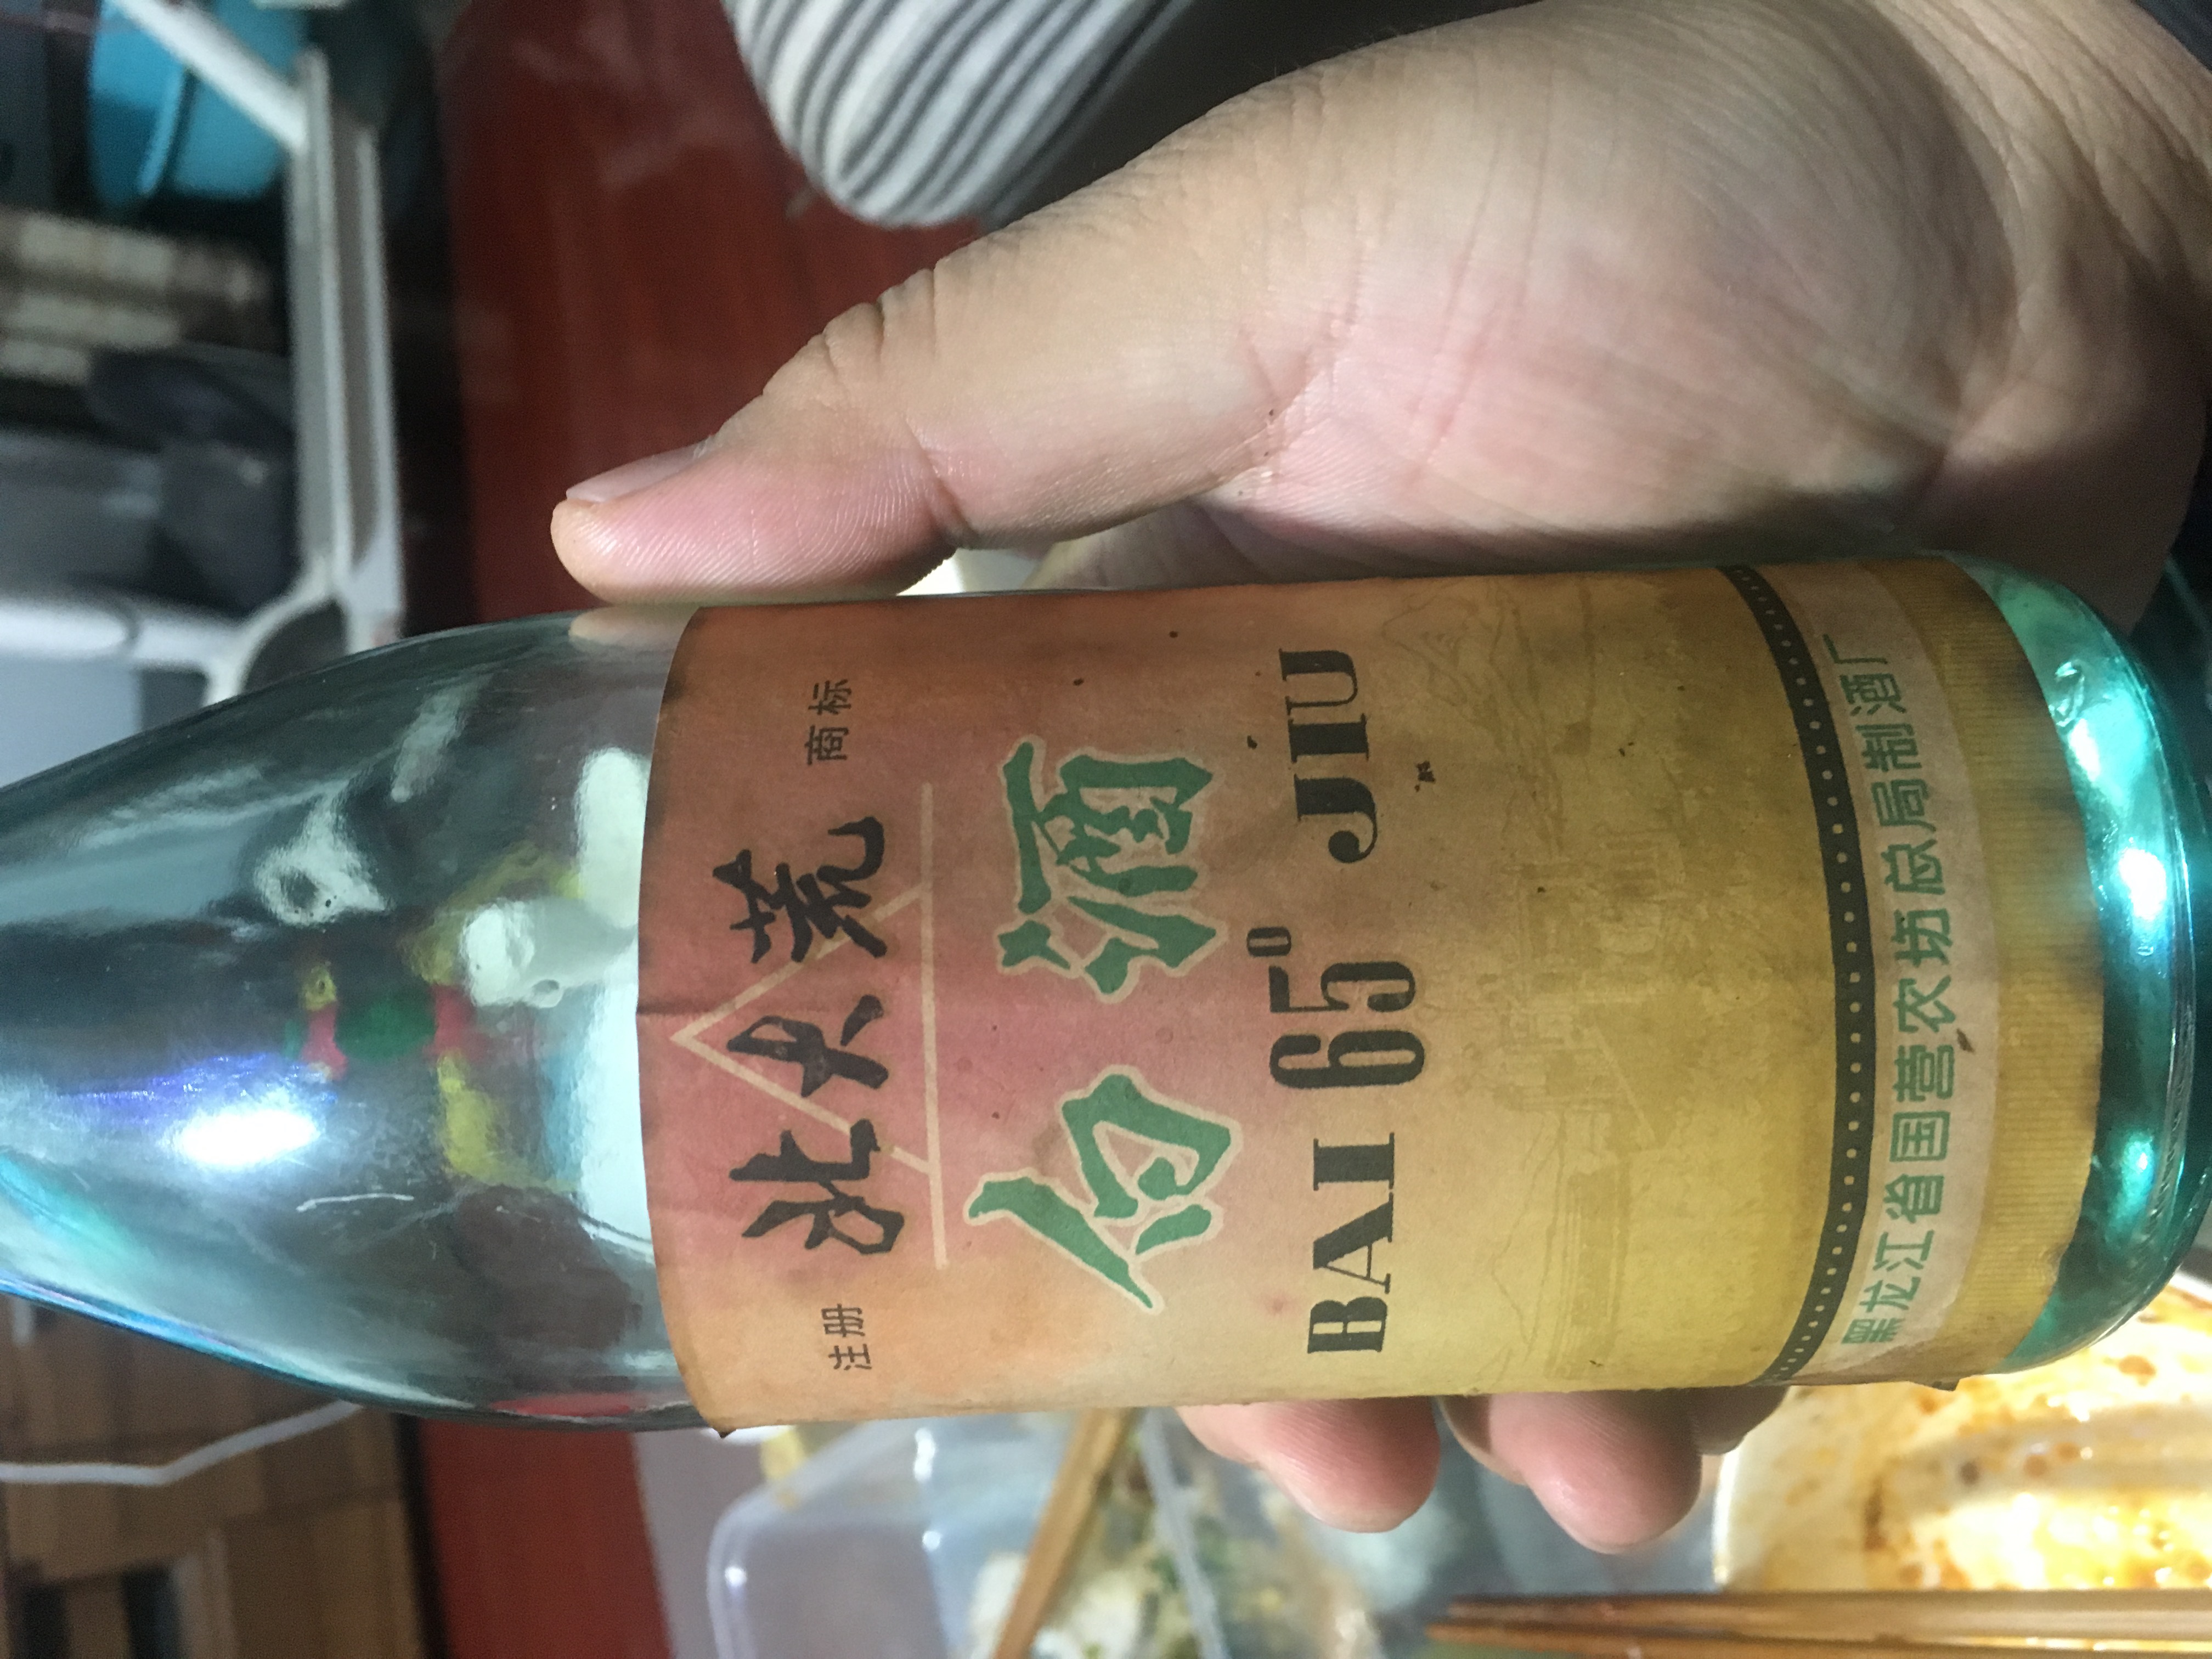 注册 北大荒 商标
白酒
BAI 65° JIU
黑龙江省国营农场总局制酒厂